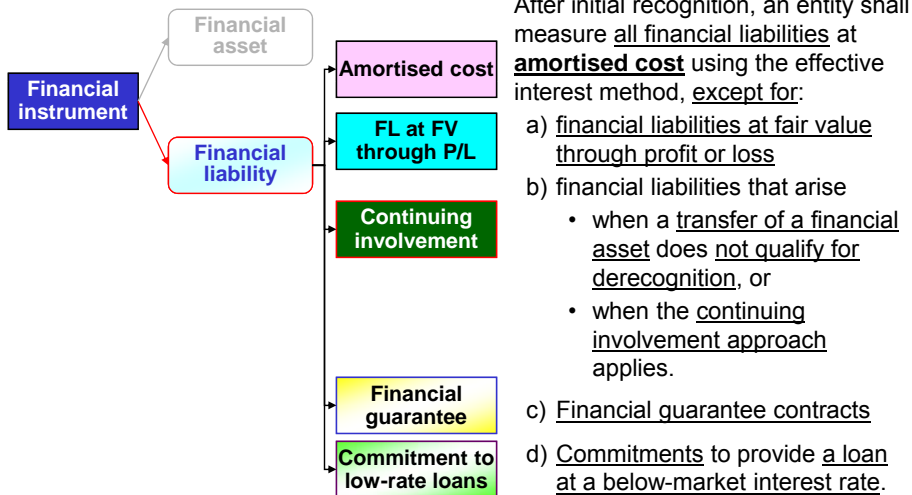 Financial
asset
Financial
instrument
Financial
liability
Amortised cost
FL at FV
through P/L
Continuing
involvement
Financial
guarantee
Commitment to
low-rate loans
After initial recognition, an entity shall
measure all financial liabilities at
amortised cost using the effective
interest method, except for:
a) financial liabilities at fair value
through profit or loss
b) financial liabilities that arise
• when a transfer of a financial
asset does not qualify for
derecognition, or
• when the continuing
involvement approach
applies.
c) Financial guarantee contracts
d) Commitments to provide a loan
at a below-market interest rate.